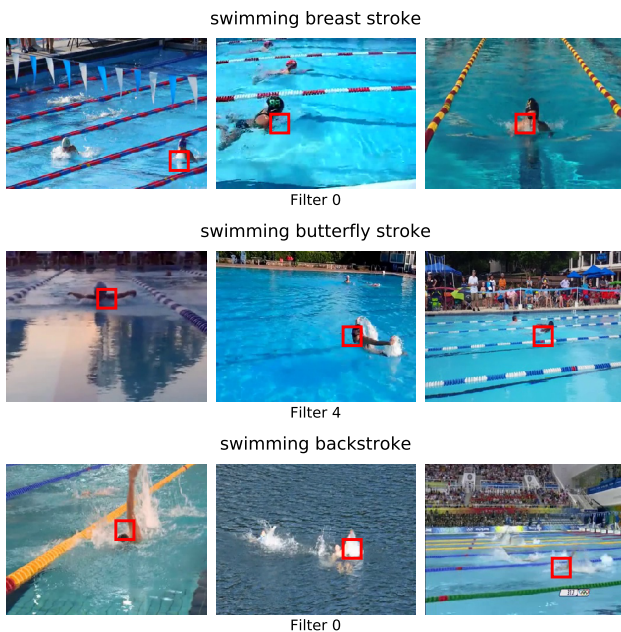 swimming breast stroke
Filter 0
swimming butterfly stroke
Filter 4
swimming backstroke
Filter 0